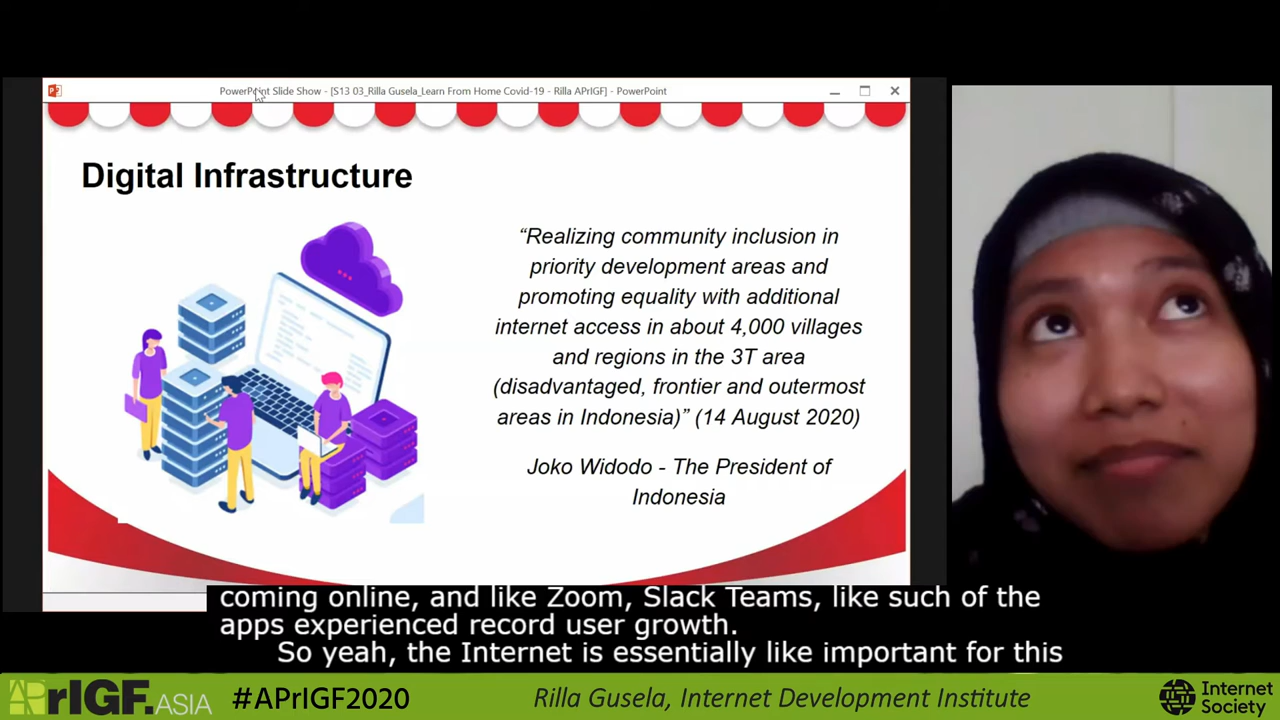 PowerPoint Slide Show - [S13 03_Rilla Gusela_Learn From Home Covid-19 - Rilla APrIGF] - PowerPoint
Digital Infrastructure
“Realizing community inclusion in
priority development areas and
promoting equality with additional
internet access in about 4,000 villages
and regions in the 3T area
(disadvantaged, frontier and outermost
areas in Indonesia)” (14 August 2020)
Joko Widodo - The President of
Indonesia
coming online, and like Zoom, Slack Teams, like such of the
apps experienced record user growth.
So yeah, the Internet is essentially like important for this
APrIGF.ASIA
#APrIGF2020
Rilla Gusela, Internet Development Institute
Internet
Society